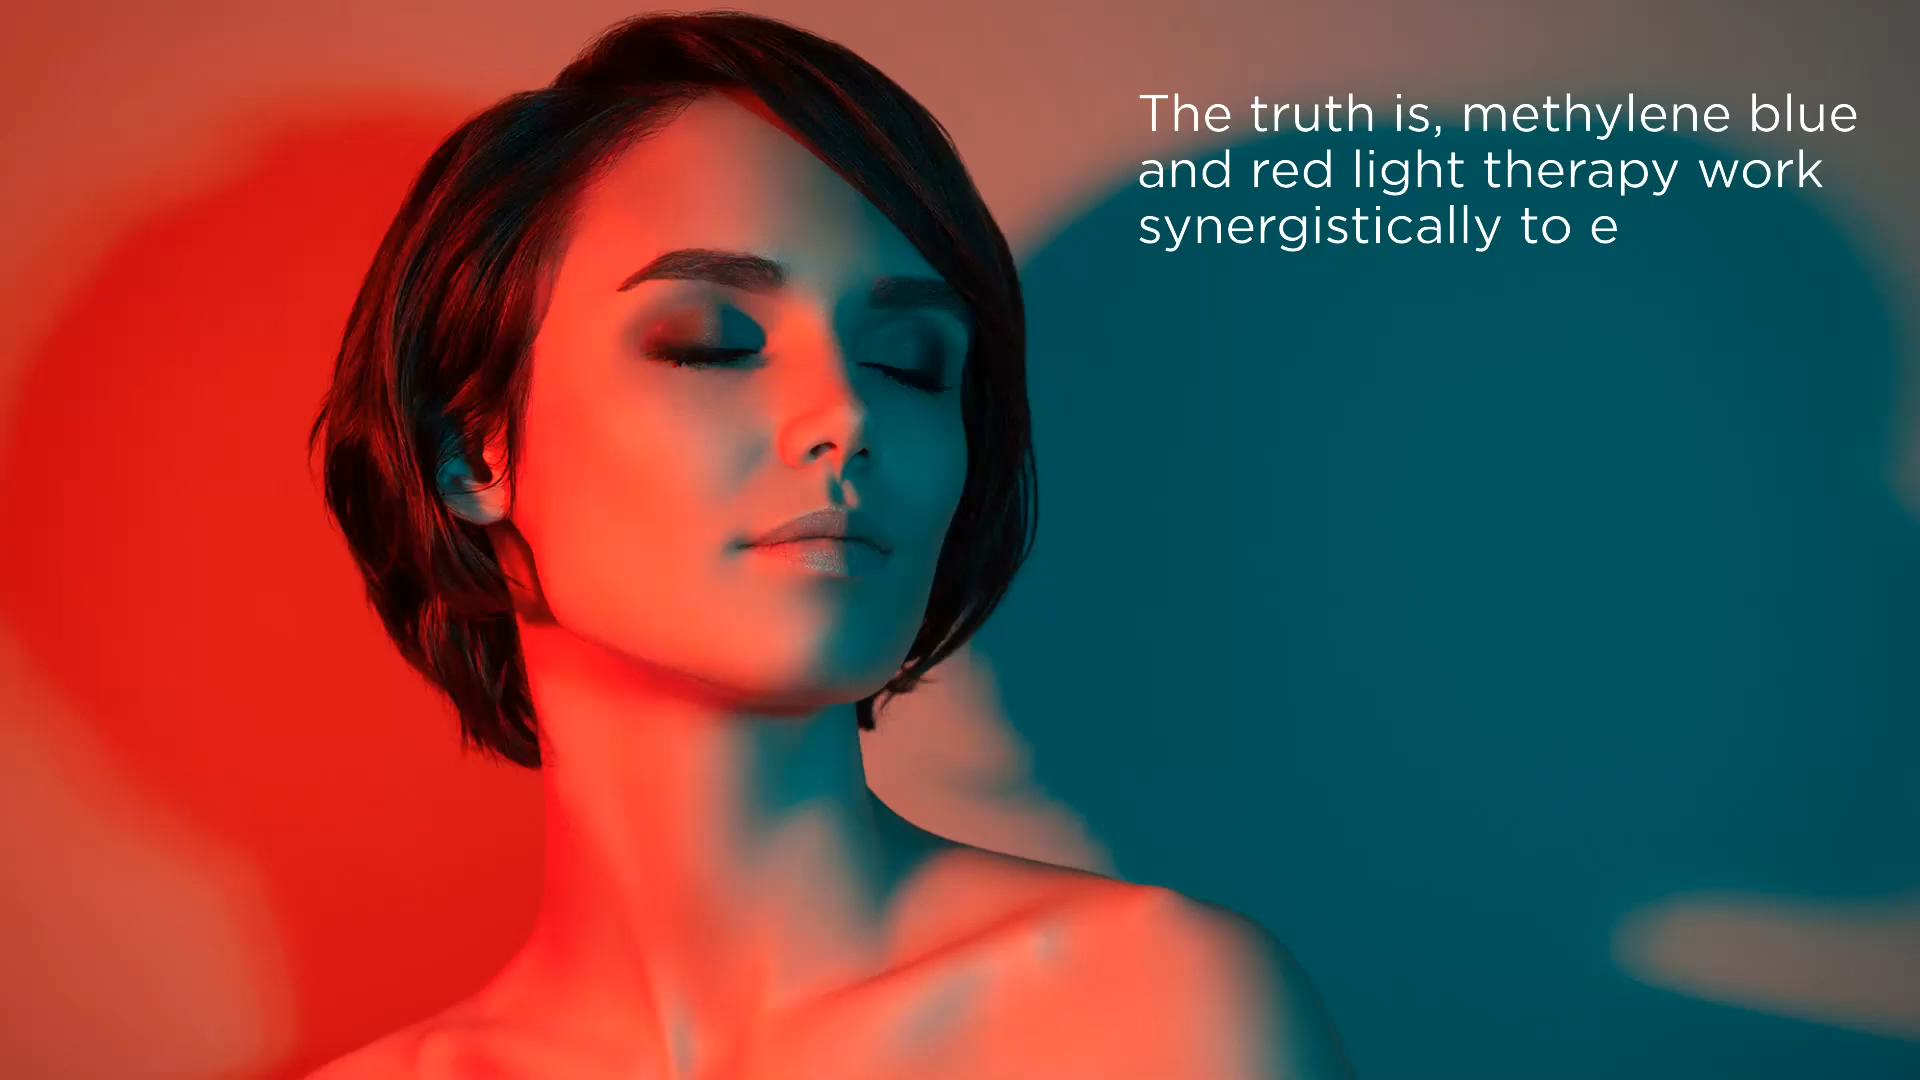 The truth is, methylene blue
and red light therapy work
synergistically to e